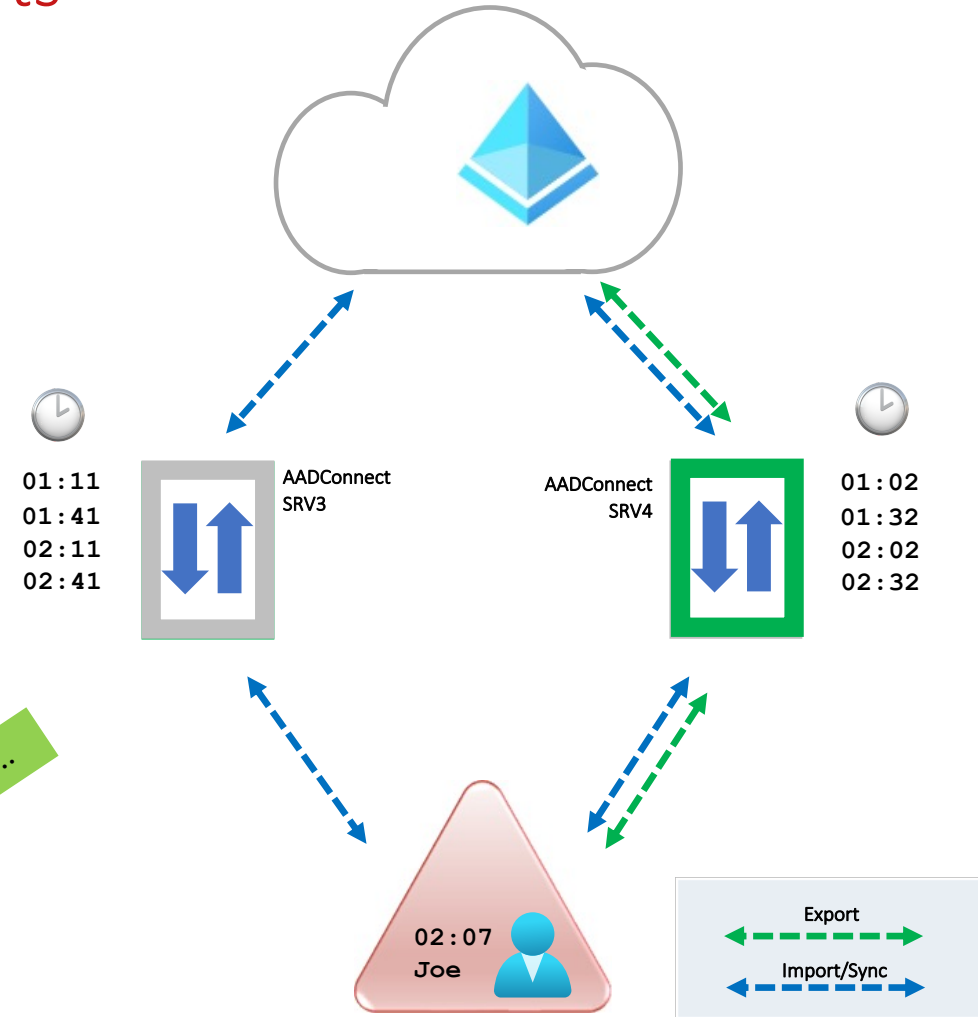 01:11
01:41
02:11
02:41
AADConnect
SRV3
AADConnect
SRV4
01:02
01:32
02:02
02:32
..
02:07
Joe
Export
Import/Sync